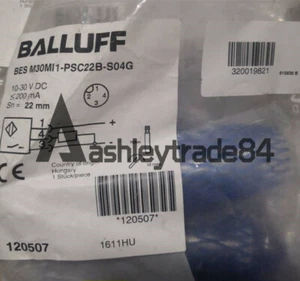 BALLUFF
BES M30MI1-PSC22B-S04G
320019821
10-30 V DC
≤ 200 mA
Sn = 22 mm
Aashleytrade84
Country of origin
Hungary
1 Stück/piece
*120507*
120507
1611HU